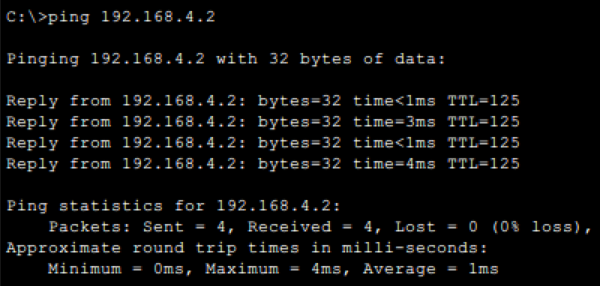 C:\>ping 192.168.4.2
Pinging 192.168.4.2 with 32 bytes of data:
Reply from 192.168.4.2: bytes=32 time<1ms TTL=125
Reply from 192.168.4.2: bytes=32 time=3ms TTL=125
Reply from 192.168.4.2: bytes=32 time<1ms TTL=125
Reply from 192.168.4.2: bytes=32 time=4ms TTL=125
Ping statistics for 192.168.4.2:
Packets: Sent = 4, Received = 4, Lost = 0 (0% loss),
Approximate round trip times in milli-seconds:
Minimum = 0ms, Maximum = 4ms, Average = 1ms